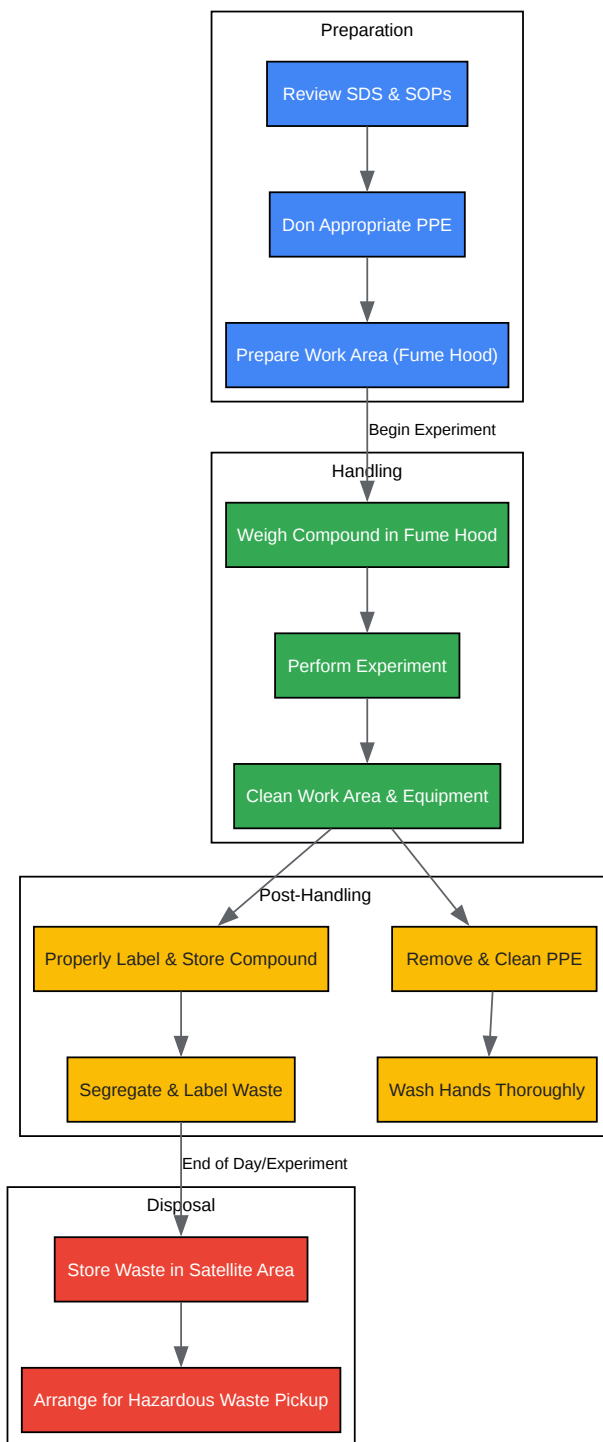 Preparation
Review SDS & SOPs
Don Appropriate PPE
Prepare Work Area (Fume Hood)
Begin Experiment
Handling
Weigh Compound in Fume Hood
Perform Experiment
Clean Work Area & Equipment
Post-Handling
Properly Label & Store Compound
Remove & Clean PPE
Segregate & Label Waste
Wash Hands Thoroughly
End of Day/Experiment
Disposal
Store Waste in Satellite Area
Arrange for Hazardous Waste Pickup